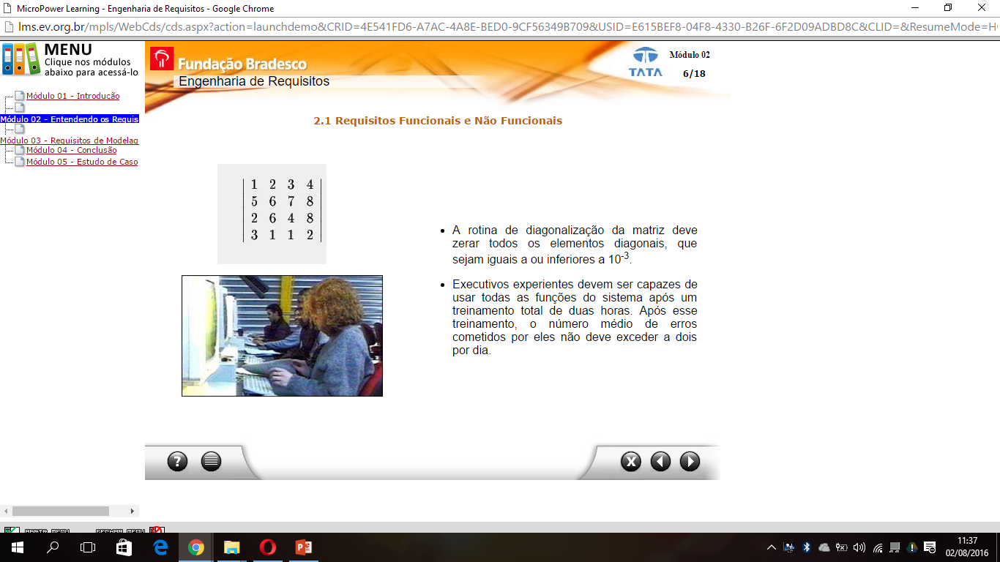 MicroPower Learning - Engenharia de Requisitos - Google Chrome
lms.ev.org.br/mpls/WebCds/cds.aspx?action=launchdemo&CRID=4E541FD6-A7AC-4A8E-BED0-9CF56349B709&USID=E615BEF8-04F8-4330-B26F-6F2D09ADBD8C&CLID=&ResumeMode=H
MENU
Clique nos módulos
abaixo para acessá-lo
Módulo 01 - Introdução
Módulo 02 - Entendendo os Requis
Módulo 03 - Requisitos de Modelag
Módulo 04 - Conclusão
Módulo 05 - Estudo de Caso
Fundação Bradesco
Engenharia de Requisitos
TATA
Módulo 02
6/18
2.1 Requisitos Funcionais e Não Funcionais
1 2 3 4
5 6 7 8
2 6 4 8
3 1 1 2
• A rotina de diagonalização da matriz deve
zerar todos os elementos diagonais, que
sejam iguais a ou inferiores a 10-3.
• Executivos experientes devem ser capazes de
usar todas as funções do sistema após um
treinamento total de duas horas. Após esse
treinamento, o número médio de erros
cometidos por eles não deve exceder a dois
por dia.
?
X
ABRIR MENU
FECHAR MENU
11:37
02/08/2016